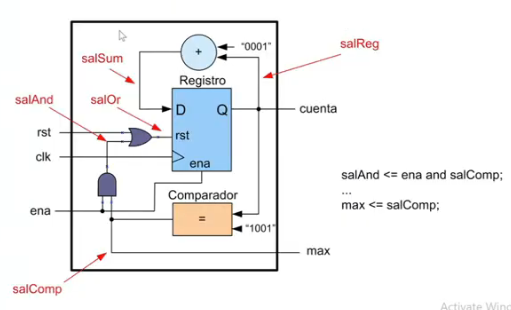 "0001"
salReg
+
salSum
Registro
salAnd
salOr
D
Q
cuenta
rst
rst
clk
ena
salAnd <= ena and salComp;
...
max <= salComp;
Comparador
ena
=
"1001"
max
salComp
Activate Wind